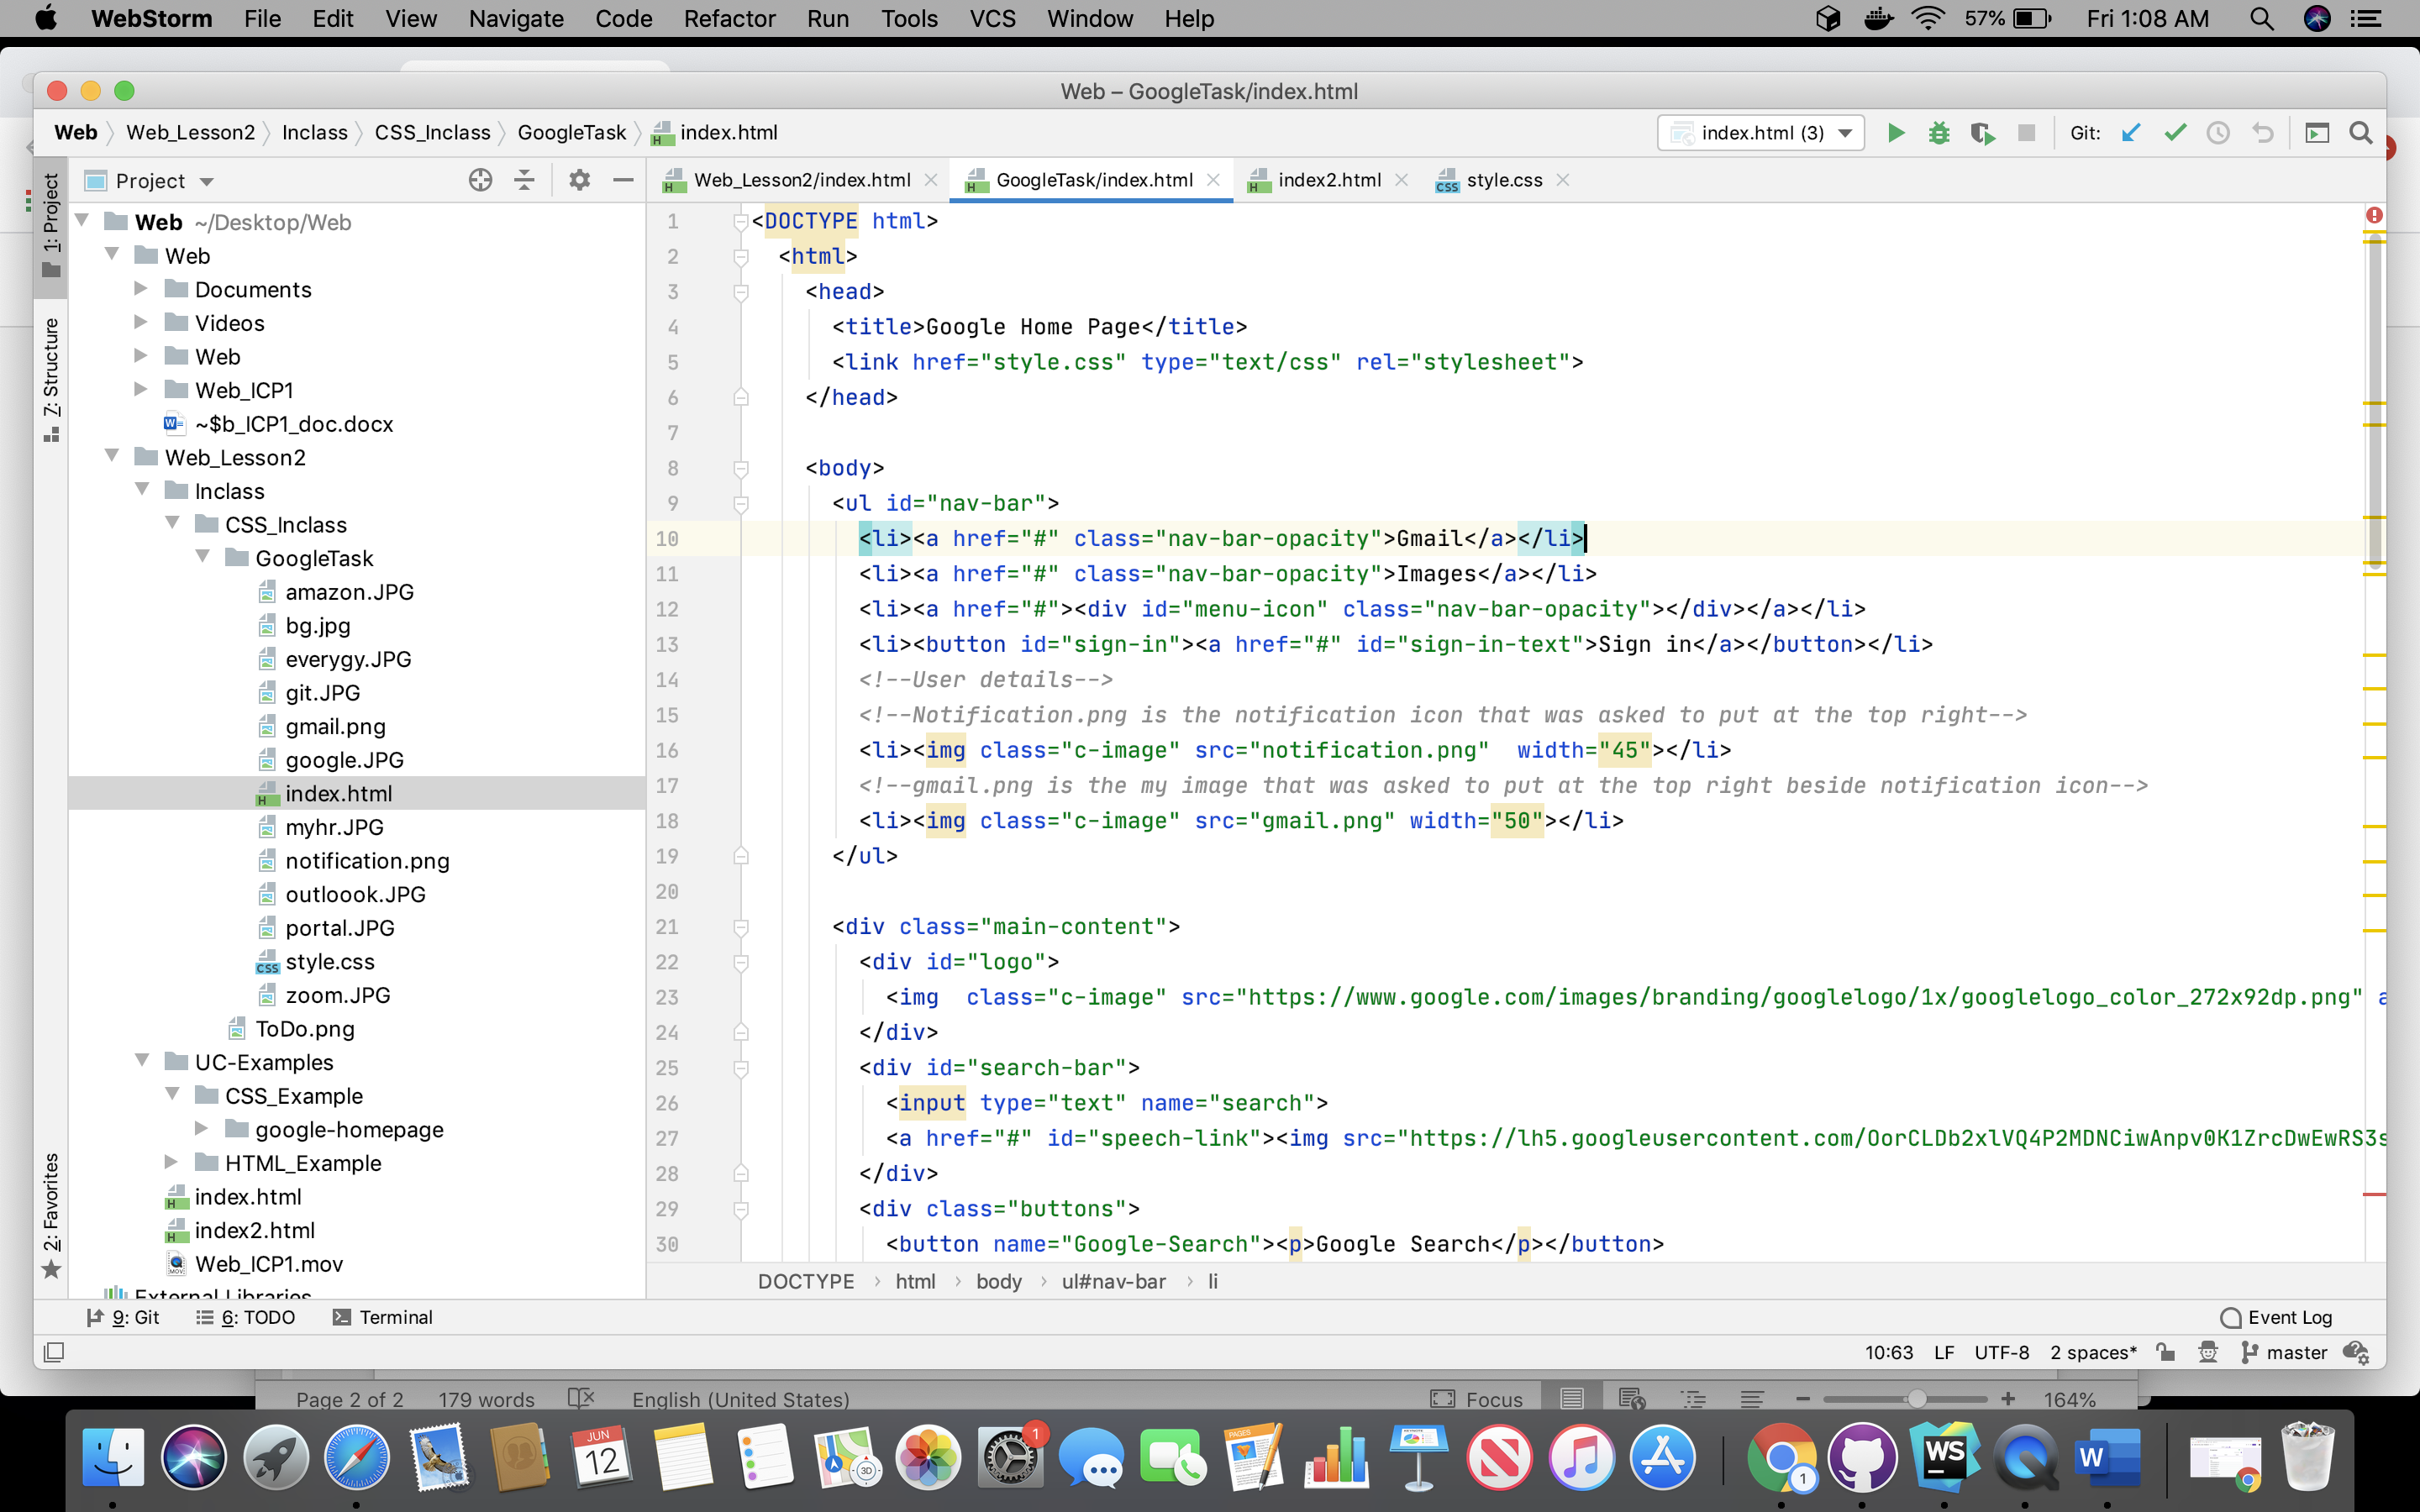 WebStorm File Edit View Navigate Code Refactor Run Tools VCS Window Help 57% Fri 1:08 AM
Web – GoogleTask/index.html
Web Web_Lesson2 Inclass CSS_Inclass GoogleTask index.html index.html (3) Git:
Project Web_Lesson2/index.html GoogleTask/index.html index2.html style.css
1: Project
7: Structure
2: Favorites
Web ~/Desktop/Web
Web
Documents
Videos
Web
Web_ICP1
~$b_ICP1_doc.docx
Web_Lesson2
Inclass
CSS_Inclass
GoogleTask
amazon.JPG
bg.jpg
everygy.JPG
git.JPG
gmail.png
google.JPG
index.html
myhr.JPG
notification.png
outloook.JPG
portal.JPG
style.css
zoom.JPG
ToDo.png
UC-Examples
CSS_Example
google-homepage
HTML_Example
index.html
index2.html
Web_ICP1.mov
External Libraries
1 <DOCTYPE html>
2 <html>
3 <head>
4 <title>Google Home Page</title>
5 <link href="style.css" type="text/css" rel="stylesheet">
6 </head>
7
8 <body>
9 <ul id="nav-bar">
10 <li><a href="#" class="nav-bar-opacity">Gmail</a></li>
11 <li><a href="#" class="nav-bar-opacity">Images</a></li>
12 <li><a href="#"><div id="menu-icon" class="nav-bar-opacity"></div></a></li>
13 <li><button id="sign-in"><a href="#" id="sign-in-text">Sign in</a></button></li>
14 <!--User details-->
15 <!--Notification.png is the notification icon that was asked to put at the top right-->
16 <li><img class="c-image" src="notification.png"  width="45"></li>
17 <!--gmail.png is the my image that was asked to put at the top right beside notification icon-->
18 <li><img class="c-image" src="gmail.png" width="50"></li>
19 </ul>
20
21 <div class="main-content">
22 <div id="logo">
23 <img  class="c-image" src="https://www.google.com/images/branding/googlelogo/1x/googlelogo_color_272x92dp.png" a
24 </div>
25 <div id="search-bar">
26 <input type="text" name="search">
27 <a href="#" id="speech-link"><img src="https://lh5.googleusercontent.com/OorCLDb2xlVQ4P2MDNCiwAnpv0K1ZrcDwEwRS3s
28 </div>
29 <div class="buttons">
30 <button name="Google-Search"><p>Google Search</p></button>
DOCTYPE html body ul#nav-bar li
9: Git 6: TODO Terminal Event Log
10:63 LF UTF-8 2 spaces* master
Page 2 of 2 179 words English (United States) Focus 164%
JUN
12
3D
1
PAGES
1
WS
W